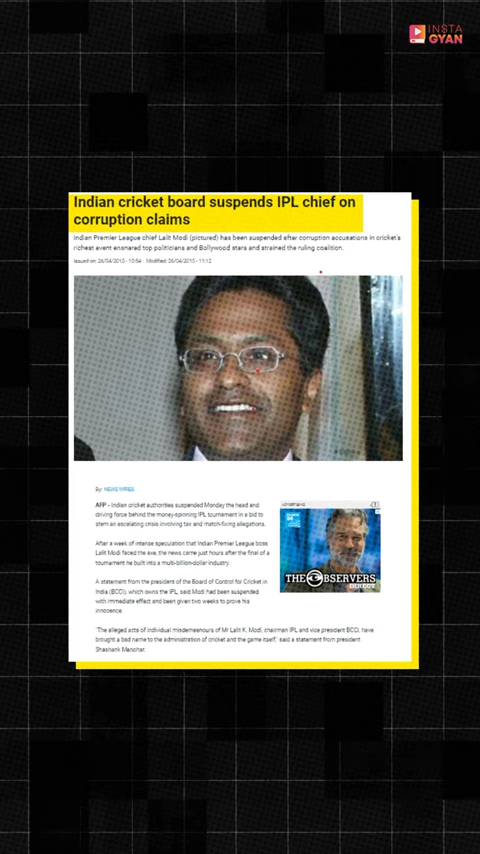 INSTA
GYAN
Indian cricket board suspends IPL chief on
corruption claims
Indian Premier League chief Lalit Modi (pictured) has been suspended after corruption accusations in cricket's
richest event ensnared top politicians and Bollywood stars and strained the ruling coalition.
Issued on: 26/04/2010 - 10:54 Modified: 26/04/2010 - 11:12
By: NEWS WIRES
AFP - Indian cricket authorities suspended Monday the head and
driving force behind the money-spinning IPL tournament in a bid to
stem an escalating crisis involving tax and match-fixing allegations.
After a week of intense speculation that Indian Premier League boss
Lalit Modi faced the axe, the news came just hours after the final of a
tournament he built into a multi-billion-dollar industry.
A statement from the president of the Board of Control for Cricket in
India (BCCI), which owns the IPL, said Modi had been suspended
with immediate effect and been given two weeks to prove his
innocence.
"The alleged acts of individual misdemeanours of Mr Lalit K. Modi, chairman IPL and vice president BCCI, have
brought a bad name to the administration of cricket and the game itself," said a statement from president
Shashank Manohar.
ADVERTISING
THE OBSERVERS
DIRECT